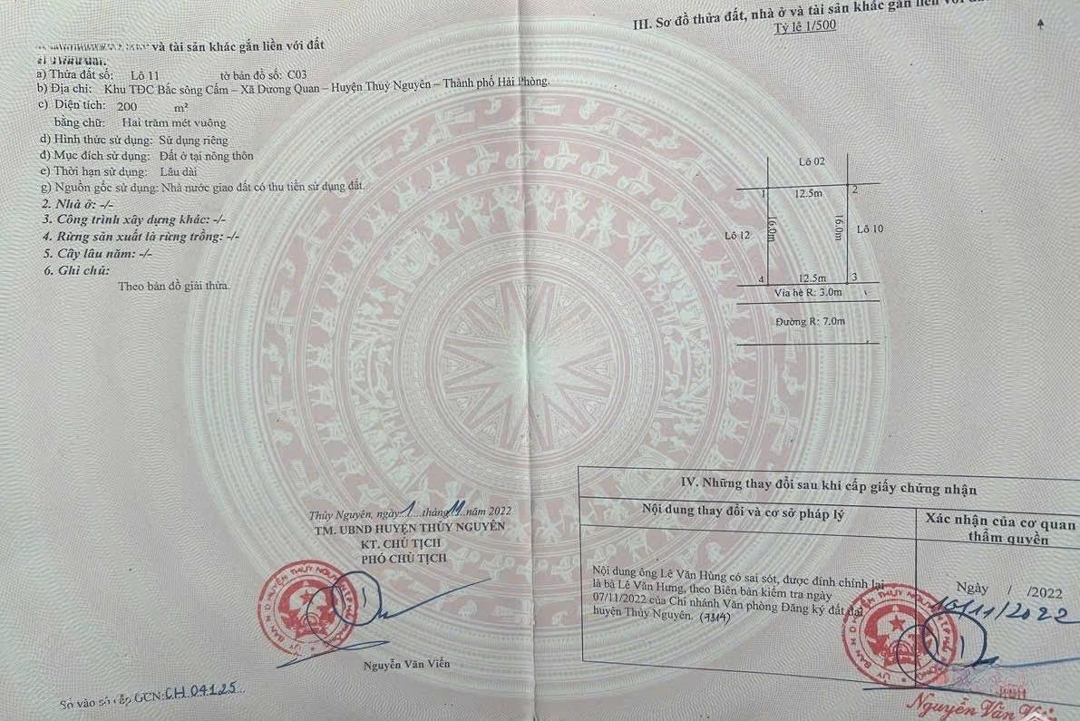 và tài sản khác gắn liền với đất
a) Thửa đất số: Lô 11 tờ bản đồ số: C03
b) Địa chỉ: Khu TĐC Bắc sông Cấm – Xã Dương Quan – Huyện Thuỷ Nguyên – Thành phố Hải Phòng.
c) Diện tích: 200 m²
bằng chữ: Hai trăm mét vuông
d) Hình thức sử dụng: Sử dụng riêng
đ) Mục đích sử dụng: Đất ở tại nông thôn
e) Thời hạn sử dụng: Lâu dài
g) Nguồn gốc sử dụng: Nhà nước giao đất có thu tiền sử dụng đất.
2. Nhà ở: -/-
3. Công trình xây dựng khác: -/-
4. Rừng sản xuất là rừng trồng: -/-
5. Cây lâu năm: -/-
6. Ghi chú:
Theo bản đồ giải thửa.
Thủy Nguyên, ngày 1 tháng 11 năm 2022
TM. UBND HUYỆN THỦY NGUYÊN
KT. CHỦ TỊCH
PHÓ CHỦ TỊCH
Nguyễn Văn Viễn
Số vào sổ cấp GCN: CH 04125
III. Sơ đồ thửa đất, nhà ở và tài sản khác gắn liền với
Tỷ lệ 1/500
Lô 02
1 12.5m 2
Lô 12 16.0m 16.0m Lô 10
4 12.5m 3
Vỉa hè R: 3.0m
Đường R: 7.0m
IV. Những thay đổi sau khi cấp giấy chứng nhận
Nội dung thay đổi và cơ sở pháp lý
Xác nhận của cơ quan
thẩm quyền
Nội dung ông Lê Văn Hùng có sai sót, được đính chính lại
là bà Lê Văn Hưng, theo Biên bản kiểm tra ngày
07/11/2022 của Chi nhánh Văn phòng Đăng ký đất đai
huyện Thủy Nguyên. (7314)
Ngày / /2022
10/11/2022
Nguyễn Văn